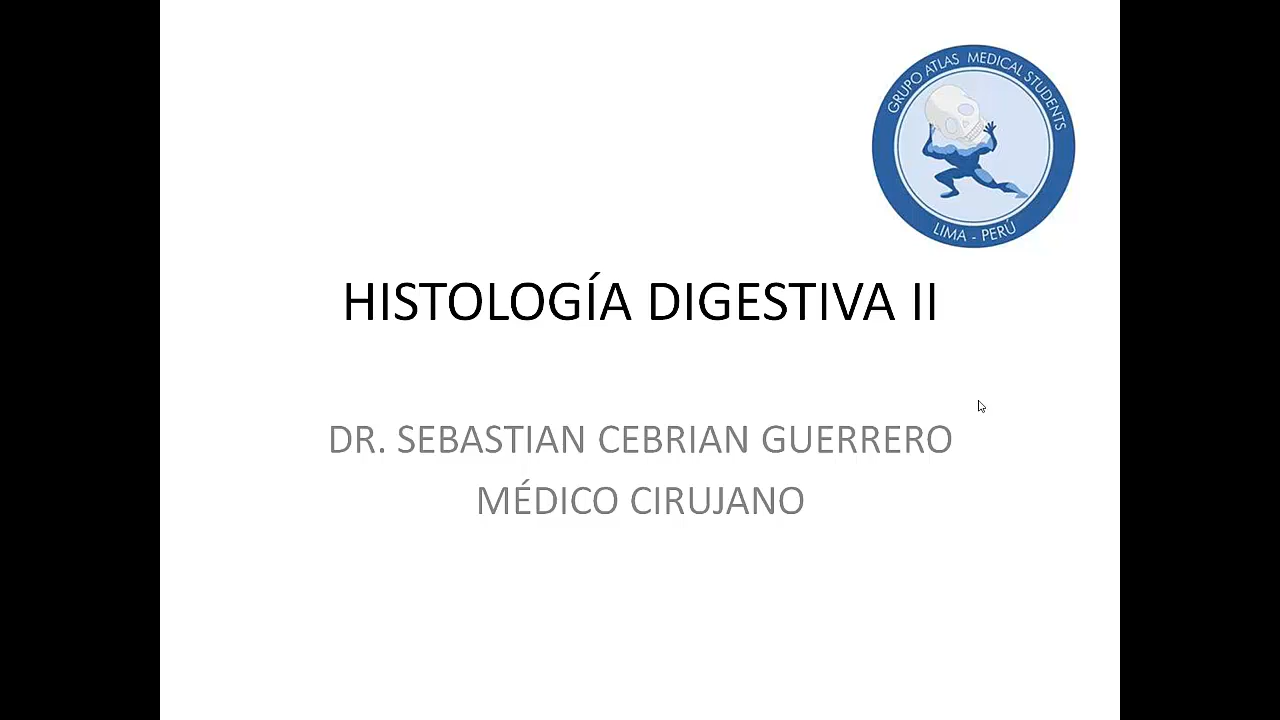 GRUPO ATLAS MEDICAL STUDENTS
LIMA - PERÚ
HISTOLOGÍA DIGESTIVA II
DR. SEBASTIAN CEBRIAN GUERRERO
MÉDICO CIRUJANO